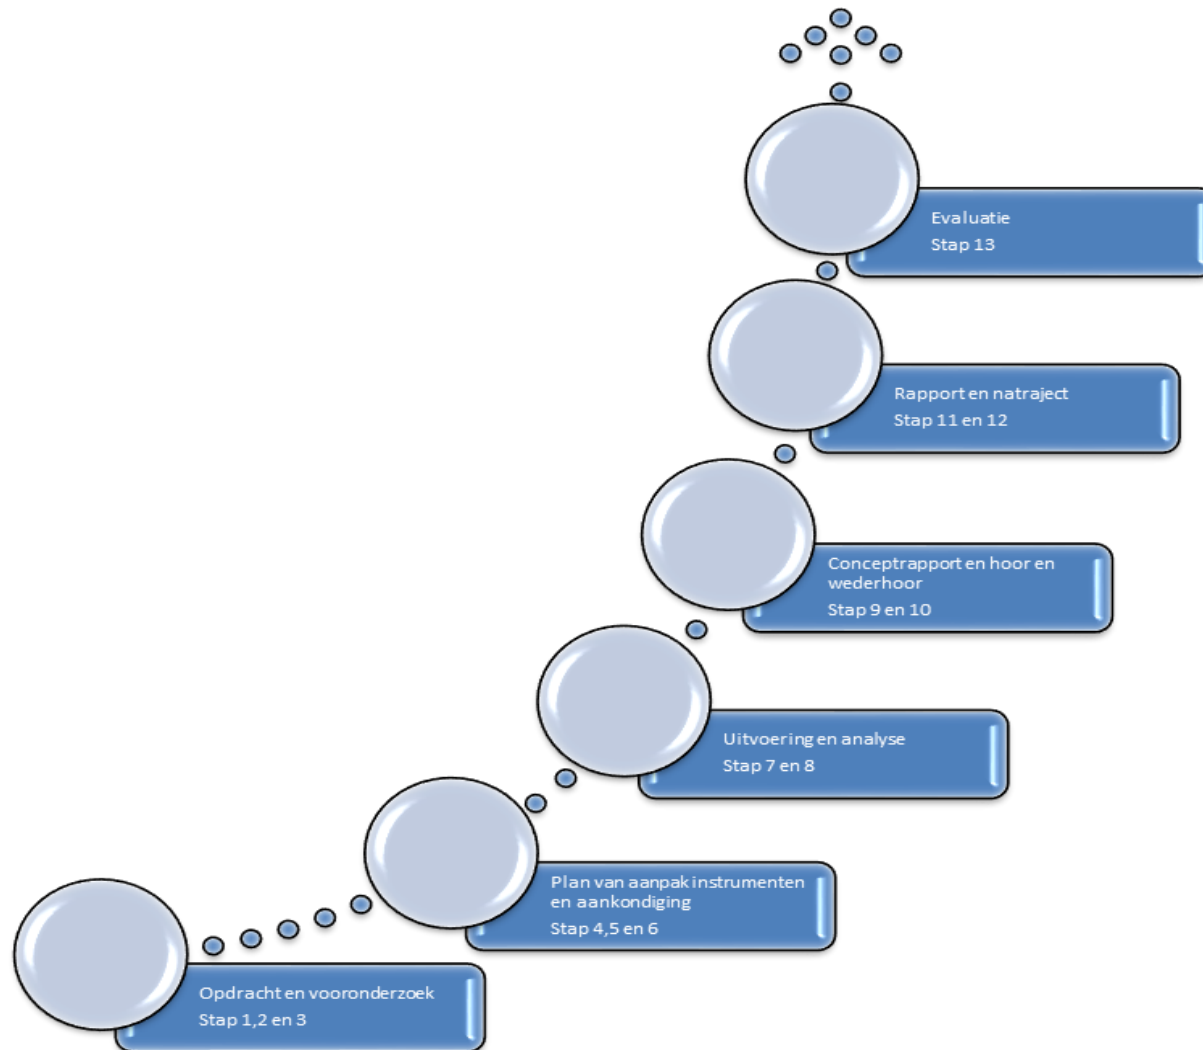 Evaluatie
Stap 13
Rapport en natraject
Stap 11 en 12
Conceptrapport en hoor en
wederhoor
Stap 9 en 10
Uitvoering en analyse
Stap 7 en 8
Plan van aanpak instrumenten
en aankondiging
Stap 4,5 en 6
Opdracht en vooronderzoek
Stap 1,2 en 3